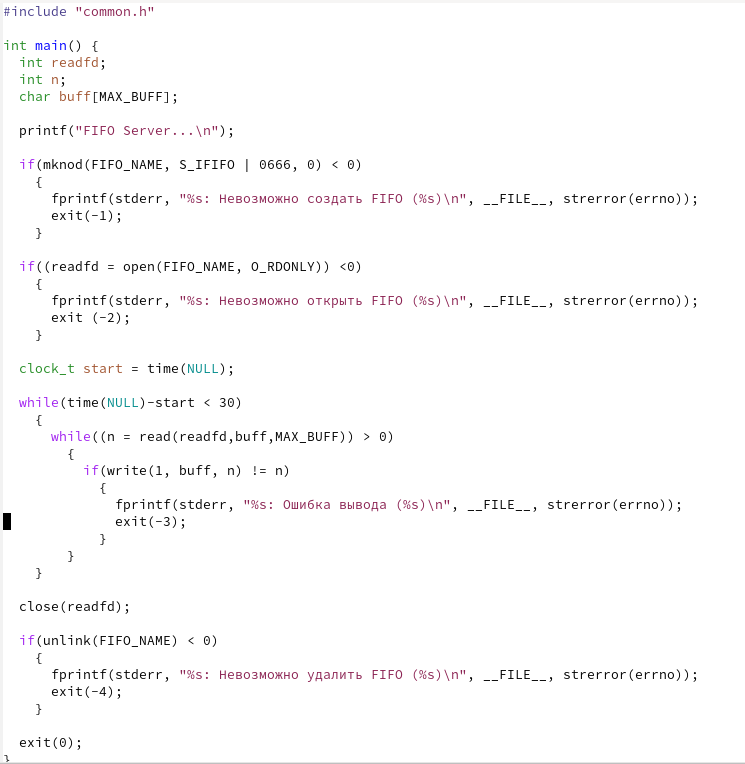 #include "common.h"
int main() {
int readfd;
int n;
char buff[MAX_BUFF];
printf("FIFO Server...\n");
if(mknod(FIFO_NAME, S_IFIFO | 0666, 0) < 0)
{
fprintf(stderr, "%s: Невозможно создать FIFO (%s)\n", __FILE__, strerror(errno));
exit(-1);
}
if((readfd = open(FIFO_NAME, O_RDONLY)) <0)
{
fprintf(stderr, "%s: Невозможно открыть FIFO (%s)\n", __FILE__, strerror(errno));
exit (-2);
}
clock_t start = time(NULL);
while(time(NULL)-start < 30)
{
while((n = read(readfd,buff,MAX_BUFF)) > 0)
{
if(write(1, buff, n) != n)
{
fprintf(stderr, "%s: Ошибка вывода (%s)\n", __FILE__, strerror(errno));
exit(-3);
}
}
}
close(readfd);
if(unlink(FIFO_NAME) < 0)
{
fprintf(stderr, "%s: Невозможно удалить FIFO (%s)\n", __FILE__, strerror(errno));
exit(-4);
}
exit(0);
}